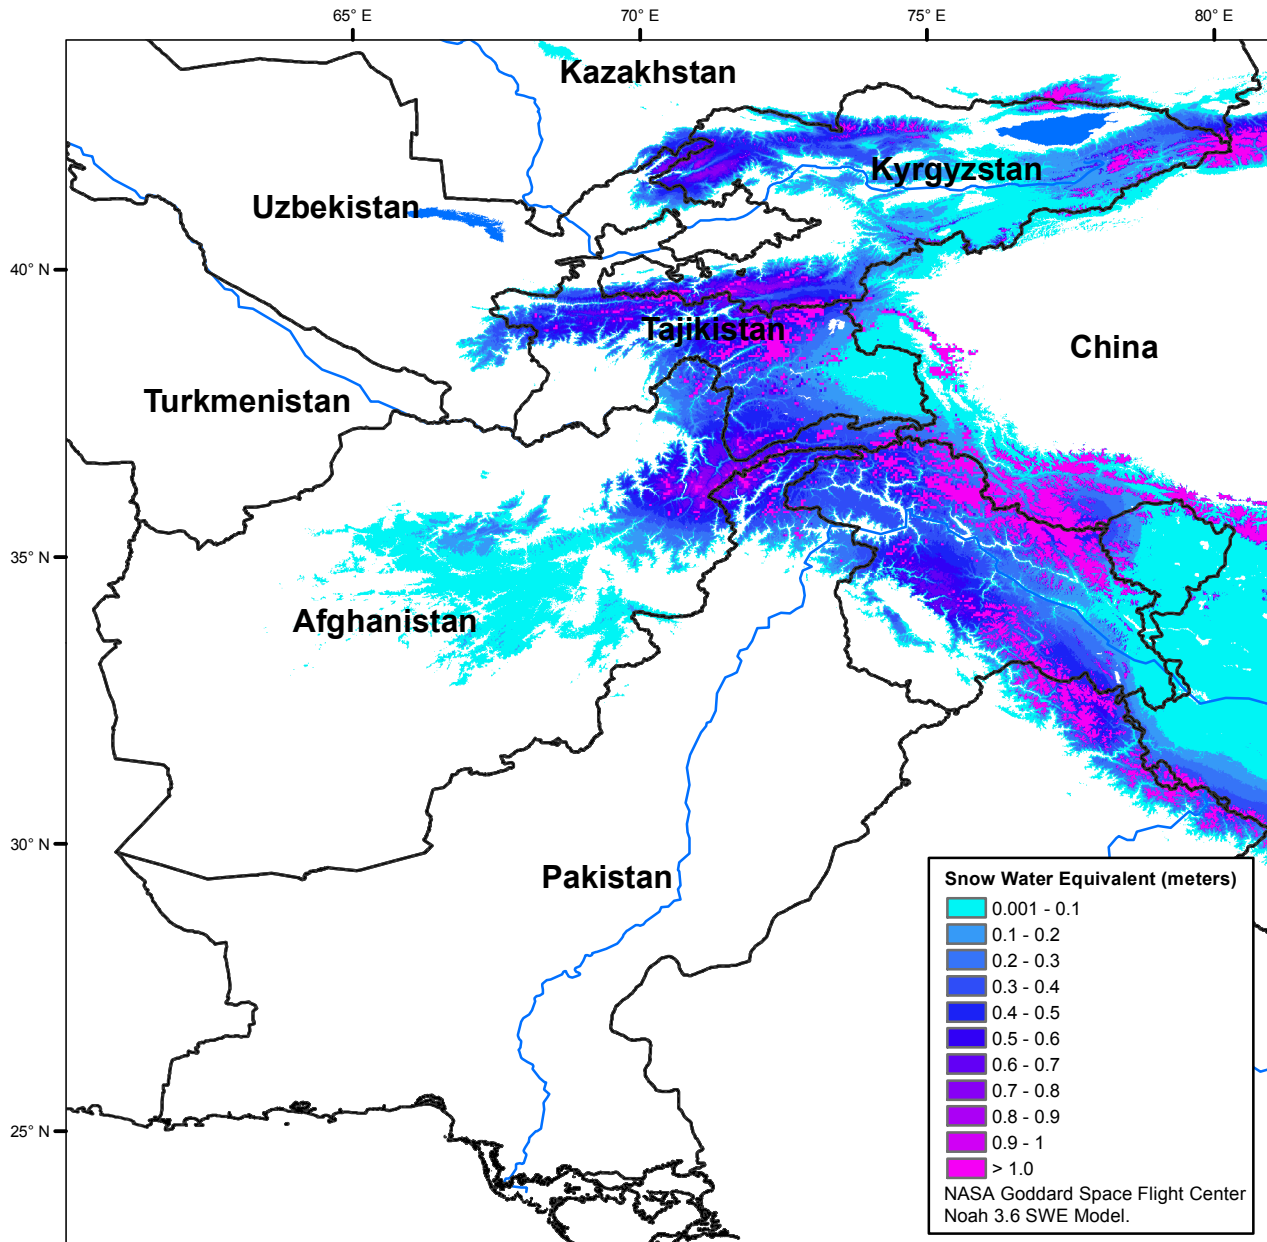 65° E
70° E
75° E
80° E
Kazakhstan
Kyrgyzstan
Uzbekistan
40° N
Tajikistan
China
Turkmenistan
35° N
Afghanistan
30° N
Pakistan
25° N
Snow Water Equivalent (meters)
0.001 - 0.1
0.1 - 0.2
0.2 - 0.3
0.3 - 0.4
0.4 - 0.5
0.5 - 0.6
0.6 - 0.7
0.7 - 0.8
0.8 - 0.9
0.9 - 1
> 1.0
NASA Goddard Space Flight Center
Noah 3.6 SWE Model.